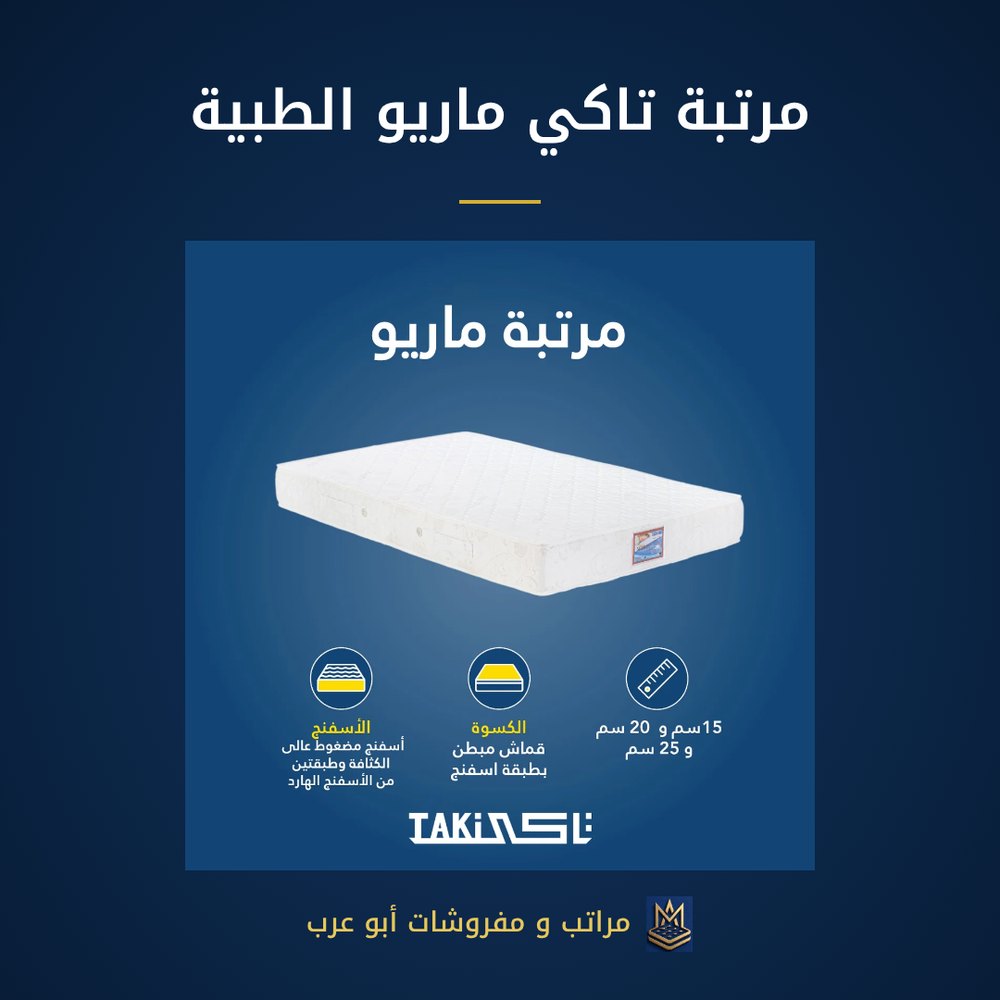 مرتبة تاكي ماريو الطبية
مرتبة ماريو
15سم و 20 سم
و 25 سم
الكسوة
قماش مبطن
بطبقة اسفنج
الأسفنج
أسفنج مضغوط عالى
الكثافة وطبقتين
من الأسفنج الهارد
TAKi تاكى
مراتب و مفروشات أبو عرب